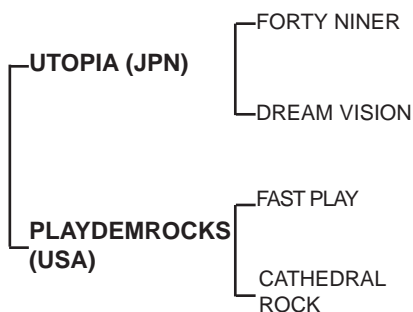 FORTY NINER
UTOPIA (JPN)
DREAM VISION
FAST PLAY
PLAYDEMROCKS
(USA)
CATHEDRAL
ROCK